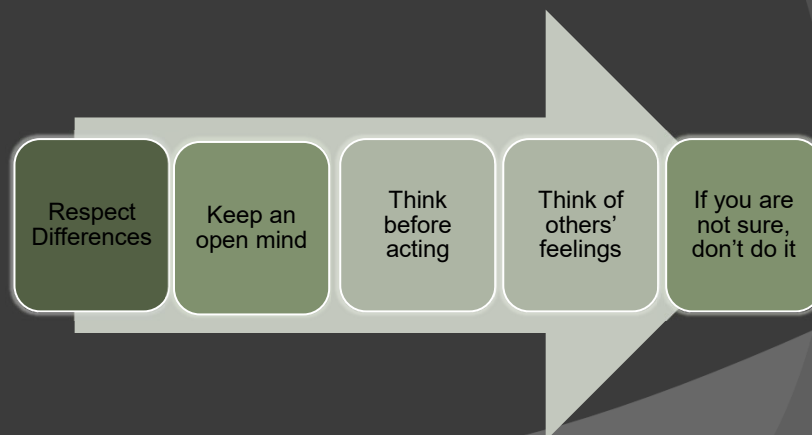 Respect
Differences
Keep an
open mind
Think
before
acting
Think of
others’
feelings
If you are
not sure,
don’t do it